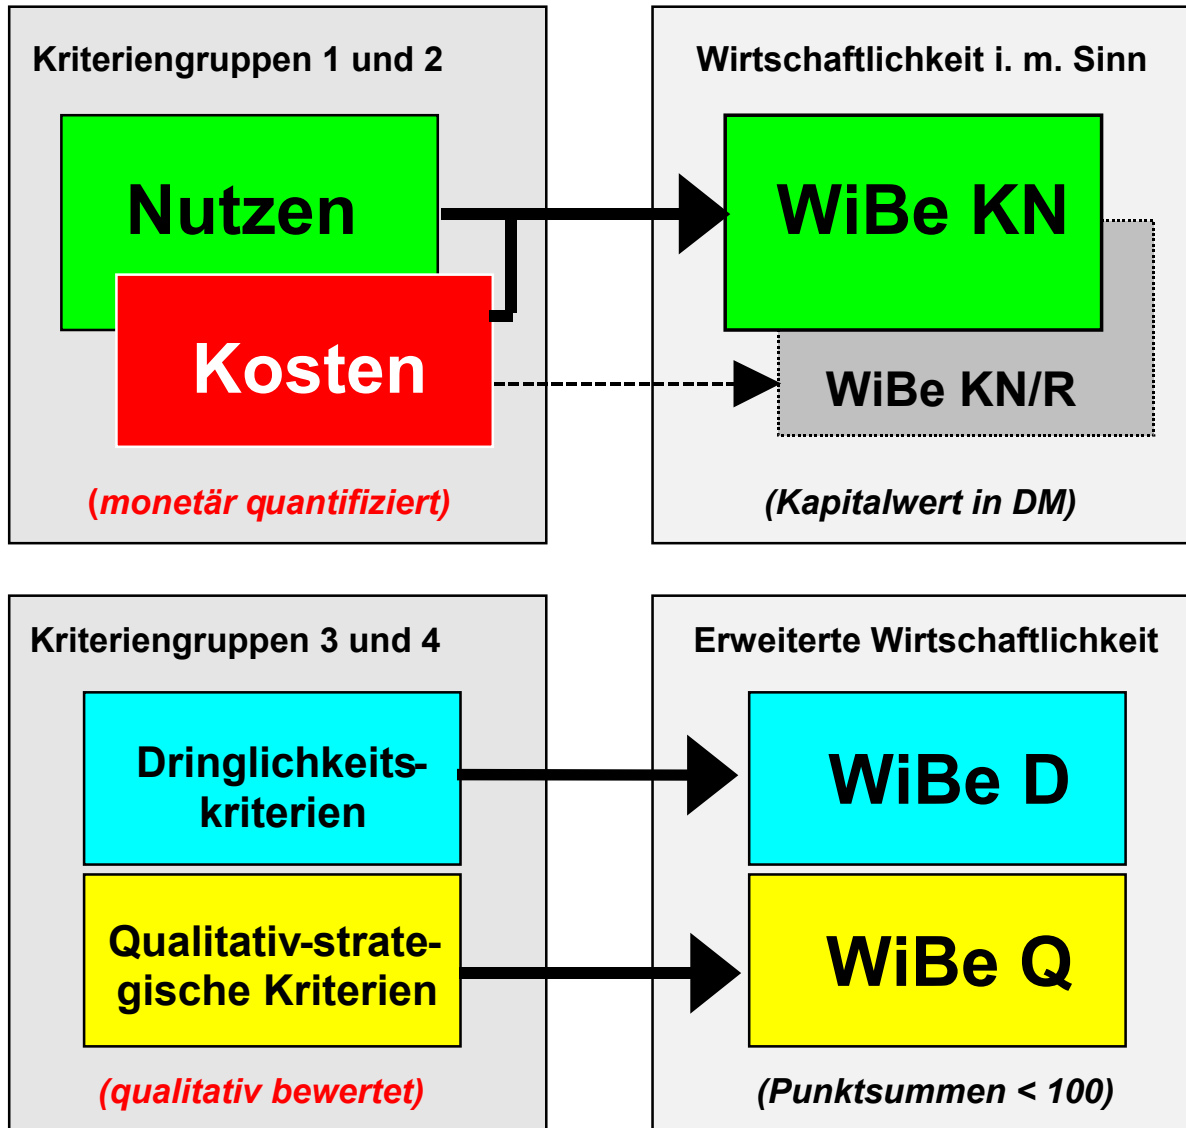 Kriteriengruppen 1 und 2
Nutzen
Kosten
(monetär quantifiziert)
Wirtschaftlichkeit i. m. Sinn
WiBe KN
WiBe KN/R
(Kapitalwert in DM)
Kriteriengruppen 3 und 4
Dringlichkeits-
kriterien
Qualitativ-strate-
gische Kriterien
(qualitativ bewertet)
Erweiterte Wirtschaftlichkeit
WiBe D
WiBe Q
(Punktsummen < 100)